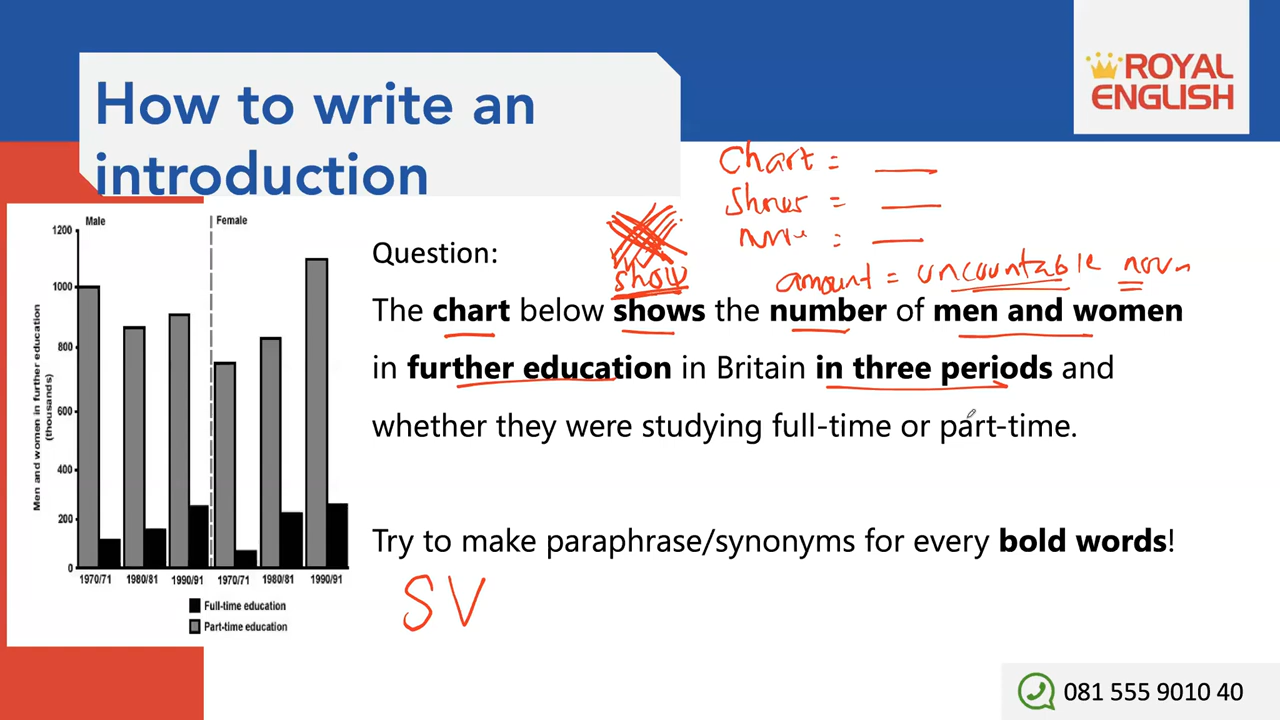 How to write an
introduction
ROYAL
ENGLISH
Chart =
Shows =
=
show
amount = uncountable noun
Question:
The chart below shows the number of men and women
in further education in Britain in three periods and
whether they were studying full-time or part-time.
Try to make paraphrase/synonyms for every bold words!
SV
Male
Female
Men and women in further education
(thousands)
1200
1000
800
600
400
200
0
1970/71 1980/81 1990/91 1970/71 1980/81 1990/91
Full-time education
Part-time education
081 555 9010 40